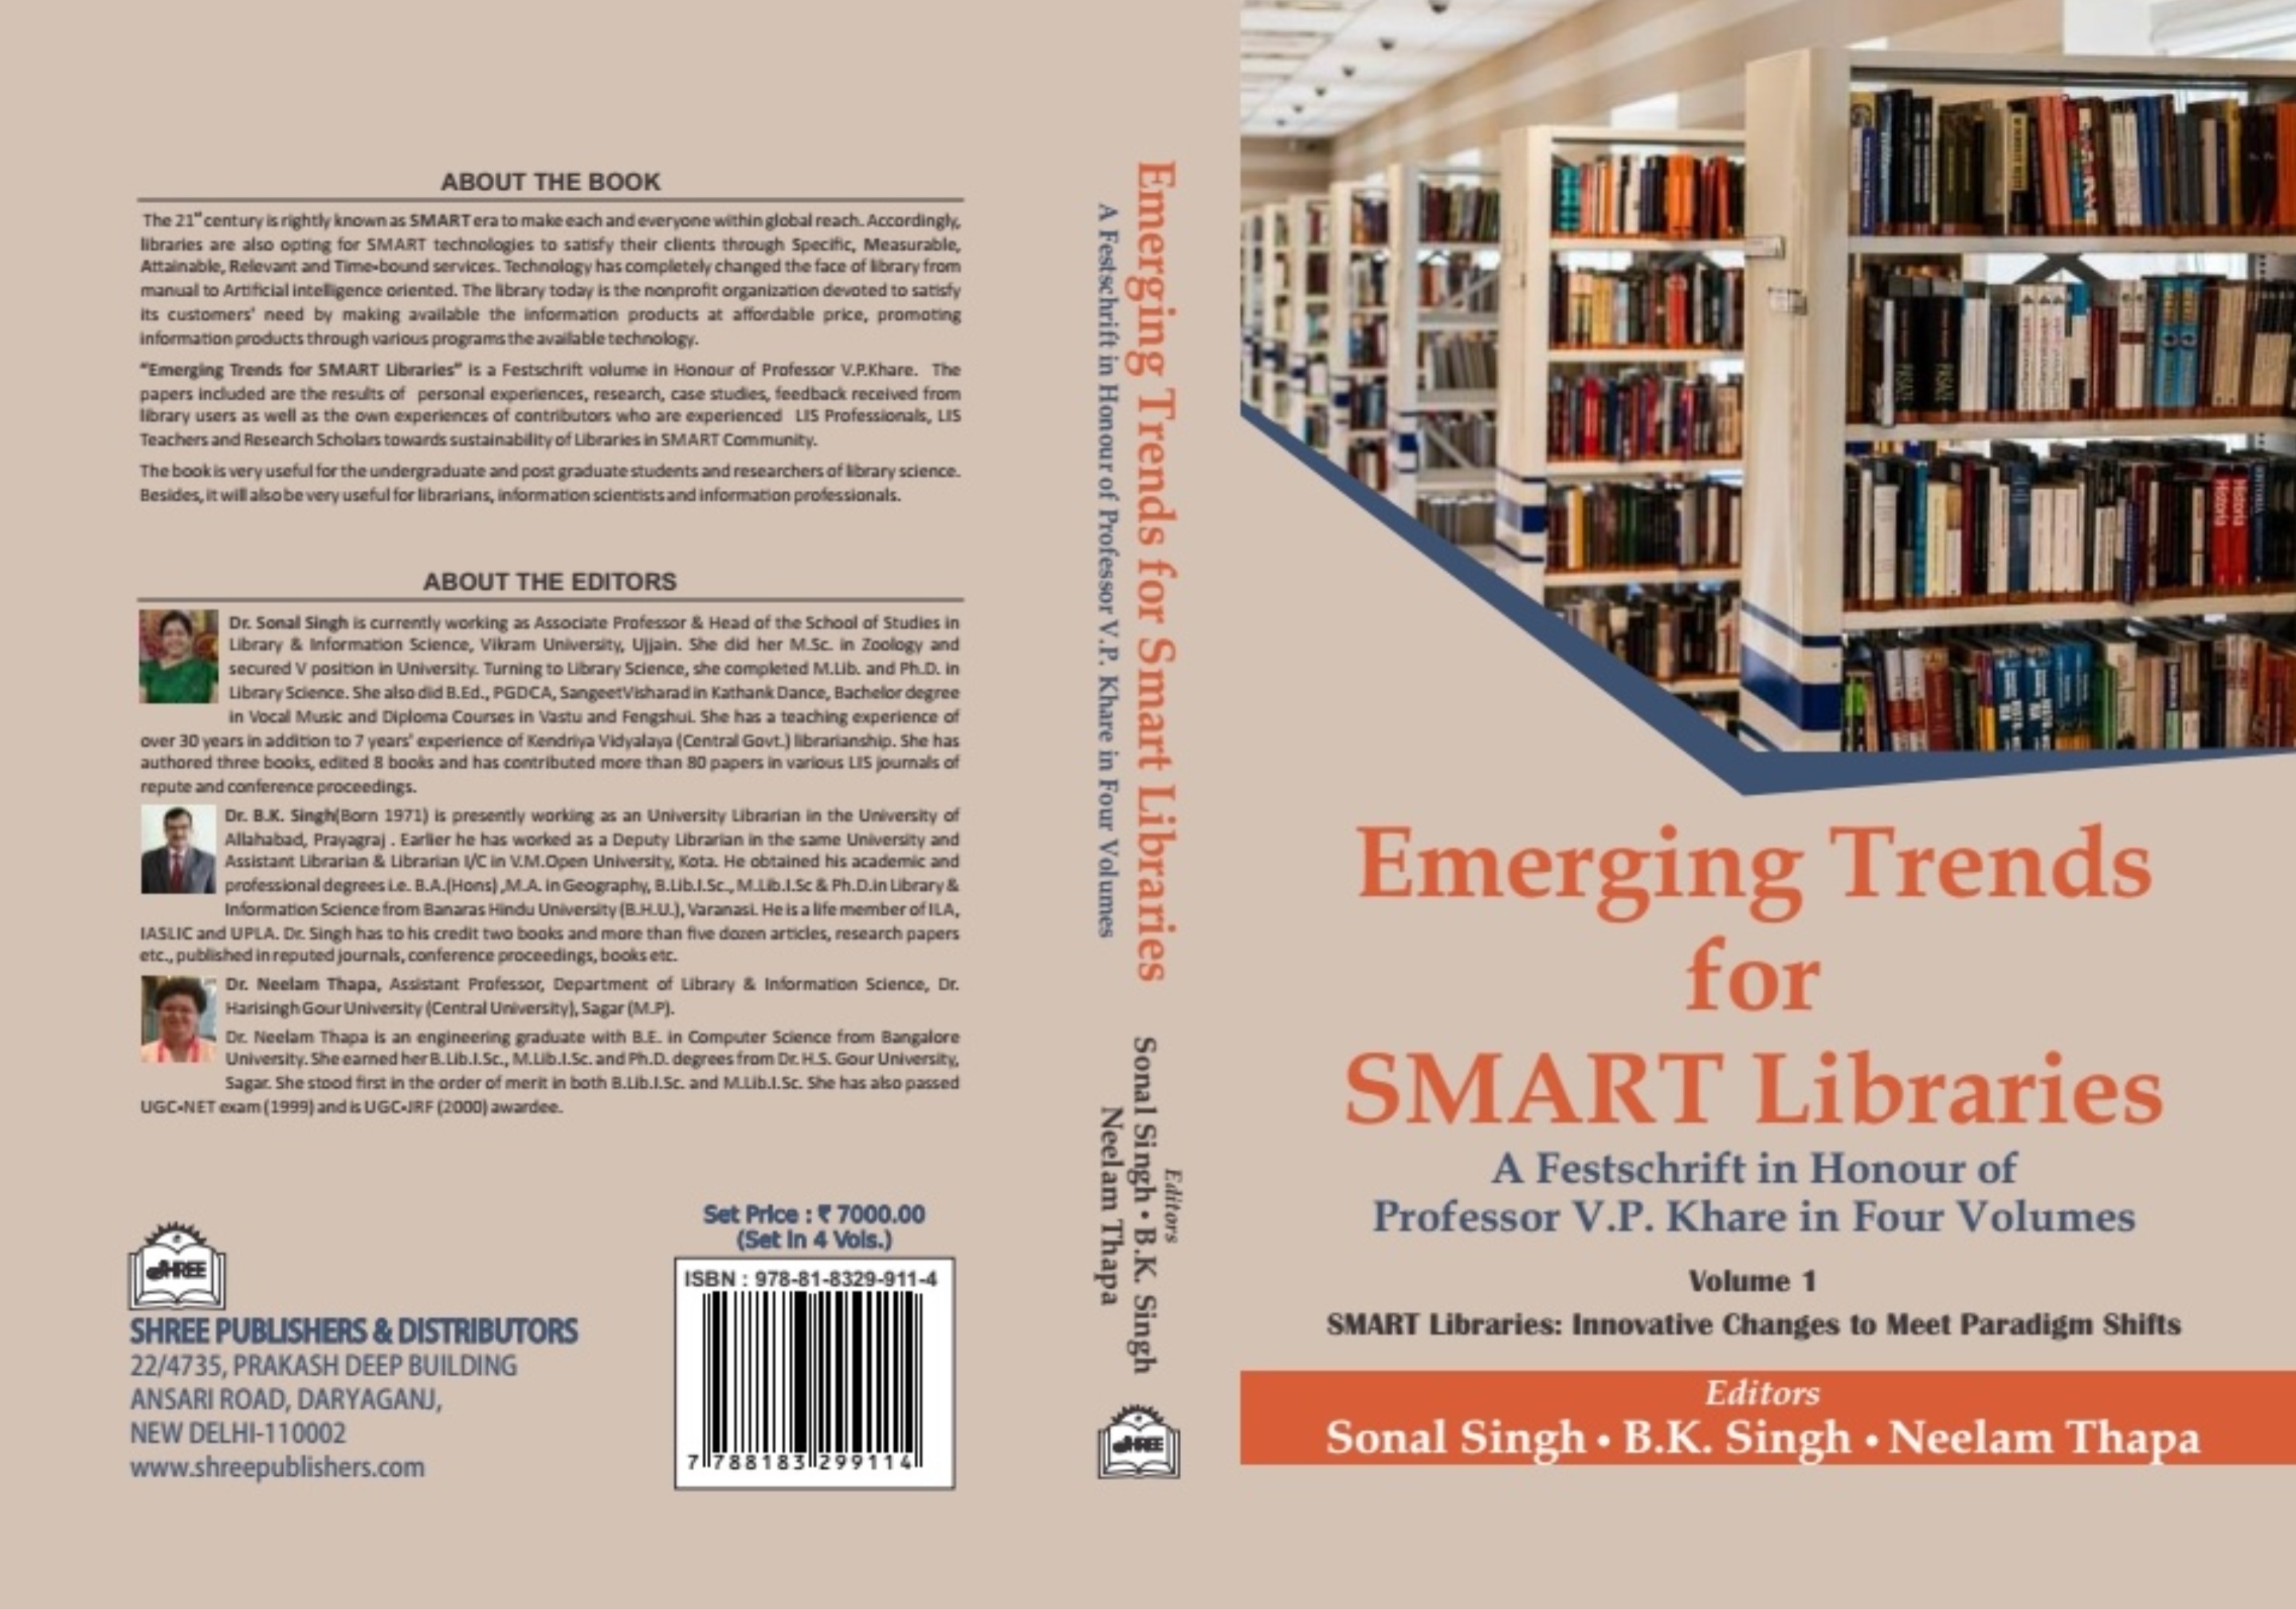 ABOUT THE BOOK
The 21st century is rightly known as SMART era to make each and everyone within global reach. Accordingly,
libraries are also opting for SMART technologies to satisfy their clients through Specific, Measurable,
Attainable, Relevant and Time-bound services. Technology has completely changed the face of library from
manual to Artificial intelligence oriented. The library today is the nonprofit organization devoted to satisfy
its customers' need by making available the information products at affordable price, promoting
information products through various programs the available technology.
“Emerging Trends for SMART Libraries” is a Festschrift volume in Honour of Professor V.P.Khare. The
papers included are the results of personal experiences, research, case studies, feedback received from
library users as well as the own experiences of contributors who are experienced LIS Professionals, LIS
Teachers and Research Scholars towards sustainability of Libraries in SMART Community.
The book is very useful for the undergraduate and post graduate students and researchers of library science.
Besides, it will also be very useful for librarians, information scientists and information professionals.
ABOUT THE EDITORS
Dr. Sonal Singh is currently working as Associate Professor & Head of the School of Studies in
Library & Information Science, Vikram University, Ujjain. She did her M.Sc. in Zoology and
secured V position in University. Turning to Library Science, she completed M.Lib. and Ph.D. in
Library Science. She also did B.Ed., PGDCA, SangeetVisharad in Kathank Dance, Bachelor degree
in Vocal Music and Diploma Courses in Vastu and Fengshui. She has a teaching experience of
over 30 years in addition to 7 years' experience of Kendriya Vidyalaya (Central Govt.) librarianship. She has
authored three books, edited 8 books and has contributed more than 80 papers in various LIS journals of
repute and conference proceedings.
Dr. B.K. Singh(Born 1971) is presently working as an University Librarian in the University of
Allahabad, Prayagraj . Earlier he has worked as a Deputy Librarian in the same University and
Assistant Librarian & Librarian I/C in V.M.Open University, Kota. He obtained his academic and
professional degrees i.e. B.A.(Hons) ,M.A. in Geography, B.Lib.I.Sc., M.Lib.I.Sc & Ph.D.in Library &
Information Science from Banaras Hindu University (B.H.U.), Varanasi. He is a life member of ILA,
IASLIC and UPLA. Dr. Singh has to his credit two books and more than five dozen articles, research papers
etc., published in reputed journals, conference proceedings, books etc.
Dr. Neelam Thapa, Assistant Professor, Department of Library & Information Science, Dr.
Harisingh Gour University (Central University), Sagar (M.P).
Dr. Neelam Thapa is an engineering graduate with B.E. in Computer Science from Bangalore
University. She earned her B.Lib.I.Sc., M.Lib.I.Sc. and Ph.D. degrees from Dr. H.S. Gour University,
Sagar. She stood first in the order of merit in both B.Lib.I.Sc. and M.Lib.I.Sc. She has also passed
UGC-NET exam (1999) and is UGC-JRF (2000) awardee.
SHREE
SHREE PUBLISHERS & DISTRIBUTORS
22/4735, PRAKASH DEEP BUILDING
ANSARI ROAD, DARYAGANJ,
NEW DELHI-110002
www.shreepublishers.com
Set Price : ₹ 7000.00
(Set in 4 Vols.)
ISBN : 978-81-8329-911-4
7 788183 299114
Emerging Trends for Smart Libraries
A Festschrift in Honour of Professor V.P. Khare in Four Volumes
Editors
Sonal Singh • B.K. Singh
Neelam Thapa
SHREE
Emerging Trends
for
SMART Libraries
A Festschrift in Honour of
Professor V.P. Khare in Four Volumes
Volume 1
SMART Libraries: Innovative Changes to Meet Paradigm Shifts
Editors
Sonal Singh • B.K. Singh • Neelam Thapa